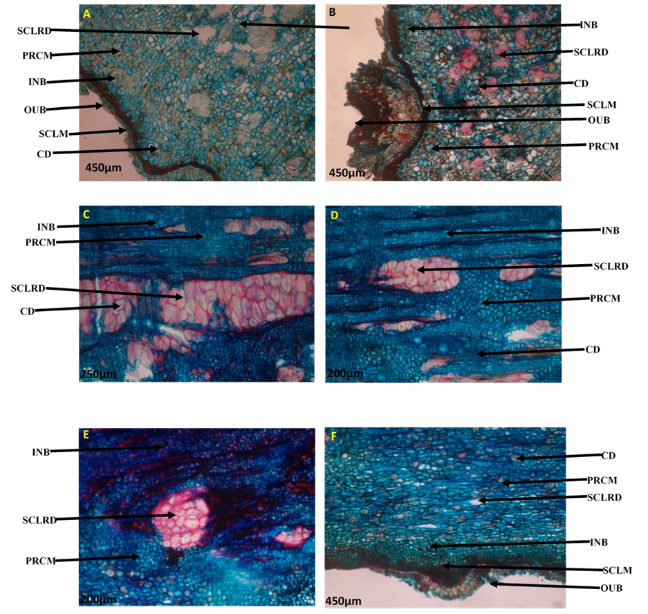 A
SCLRD
PRCM
INB
OUB
SCLM
CD
450µm
B
INB
SCLRD
CD
SCLM
OUB
PRCM
450µm
C
INB
PRCM
SCLRD
CD
250µm
D
INB
SCLRD
PRCM
CD
200µm
E
INB
SCLRD
PRCM
200µm
F
CD
PRCM
SCLRD
INB
SCLM
OUB
450µm